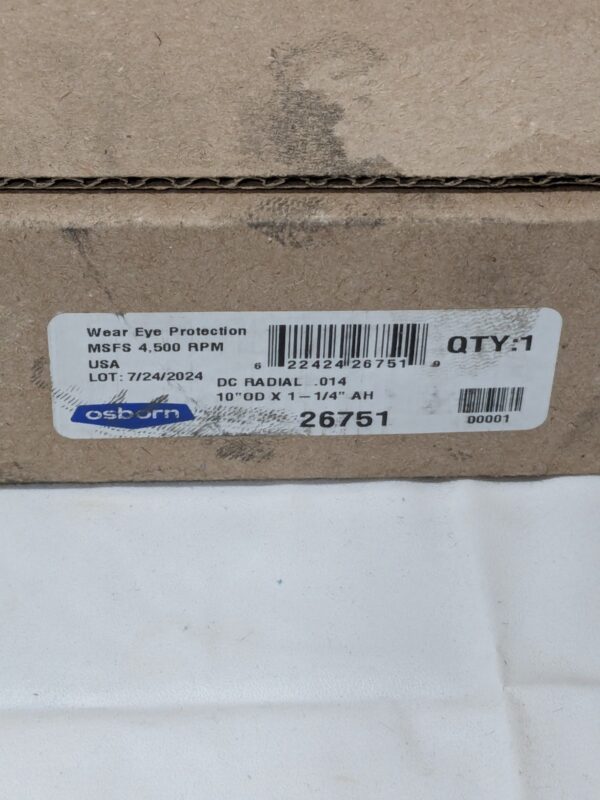 Wear Eye Protection
MSFS 4,500 RPM
USA
LOT: 7/24/2024
osborn
6 22424 26751 9
DC RADIAL .014
10"OD X 1-1/4" AH
26751
QTY:1
00001